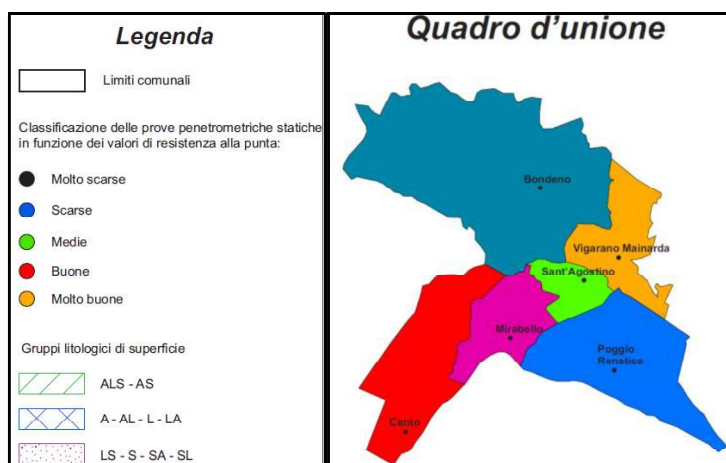 Legenda
Limiti comunali
Classificazione delle prove penetrometriche statiche
in funzione dei valori di resistenza alla punta:
Molto scarse
Scarse
Medie
Buone
Molto buone
Gruppi litologici di superficie
ALS - AS
A - AL - L - LA
LS - S - SA - SL
Quadro d'unione
Bondeno
Vigarano Mainarda
Sant'Agostino
Mirabello
Poggio
Renatico
Cento